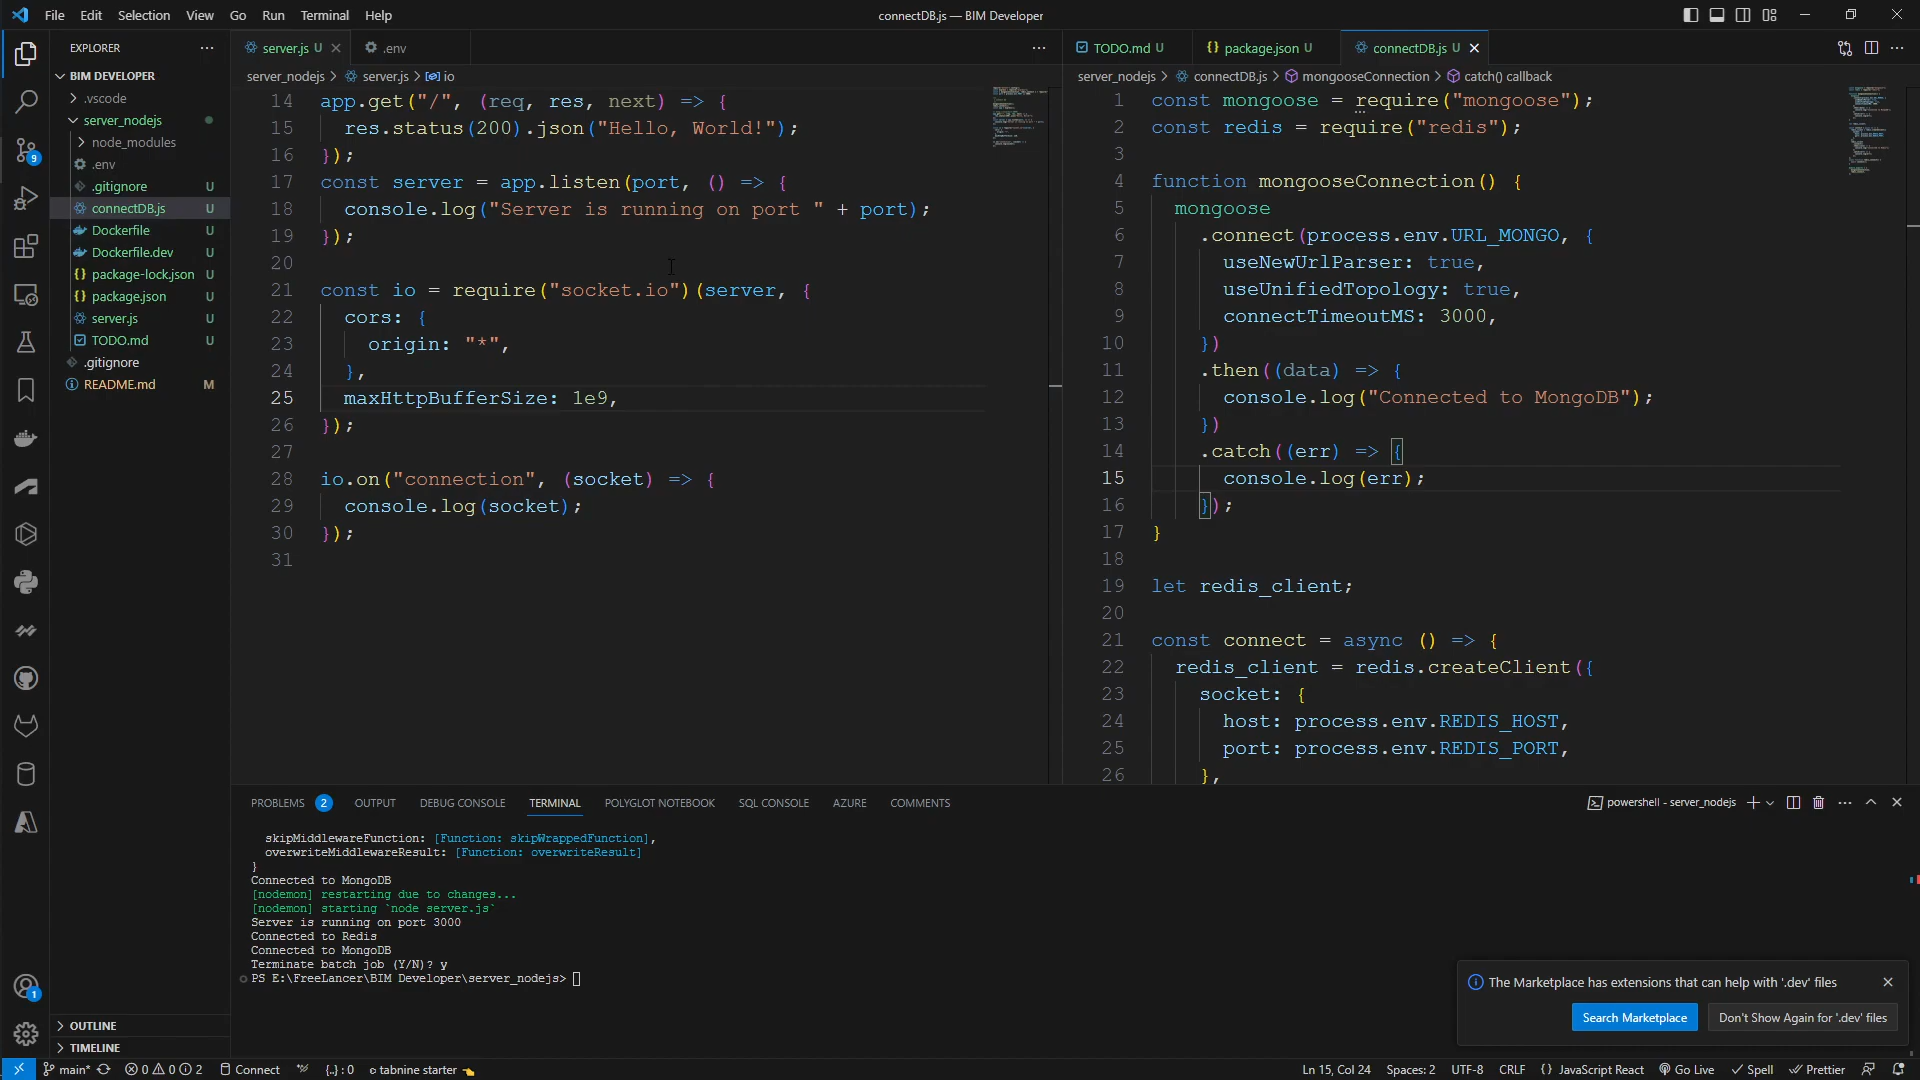 File Edit Selection View Go Run Terminal Help
connectDB.js — BIM Developer
EXPLORER
BIM DEVELOPER
.vscode
server_nodejs
node_modules
.env
.gitignore U
connectDB.js U
Dockerfile U
Dockerfile.dev U
package-lock.json U
package.json U
server.js U
TODO.md U
.gitignore
README.md M
OUTLINE
TIMELINE
9
1
server.js U
.env
server_nodejs > server.js > io
14 app.get("/", (req, res, next) => {
15 res.status(200).json("Hello, World!");
16 });
17 const server = app.listen(port, () => {
18 console.log("Server is running on port " + port);
19 });
20
21 const io = require("socket.io")(server, {
22 cors: {
23 origin: "*",
24 },
25 maxHttpBufferSize: 1e9,
26 });
27
28 io.on("connection", (socket) => {
29 console.log(socket);
30 });
31
TODO.md U
package.json U
connectDB.js U
server_nodejs > connectDB.js > mongooseConnection > catch() callback
1 const mongoose = require("mongoose");
2 const redis = require("redis");
3
4 function mongooseConnection() {
5 mongoose
6 .connect(process.env.URL_MONGO, {
7 useNewUrlParser: true,
8 useUnifiedTopology: true,
9 connectTimeoutMS: 3000,
10 })
11 .then((data) => {
12 console.log("Connected to MongoDB");
13 })
14 .catch((err) => {
15 console.log(err);
16 });
17 }
18
19 let redis_client;
20
21 const connect = async () => {
22 redis_client = redis.createClient({
23 socket: {
24 host: process.env.REDIS_HOST,
25 port: process.env.REDIS_PORT,
26 },
PROBLEMS 2 OUTPUT DEBUG CONSOLE TERMINAL POLYGLOT NOTEBOOK SQL CONSOLE AZURE COMMENTS
powershell - server_nodejs
skipMiddlewareFunction: [Function: skipWrappedFunction],
overwriteMiddlewareResult: [Function: overwriteResult]
}
Connected to MongoDB
[nodemon] restarting due to changes...
[nodemon] starting `node server.js`
Server is running on port 3000
Connected to Redis
Connected to MongoDB
Terminate batch job (Y/N)? y
PS E:\FreeLancer\BIM Developer\server_nodejs>
The Marketplace has extensions that can help with '.dev' files
Search Marketplace
Don't Show Again for '.dev' files
main* 0 0 2 Connect {..} : 0 tabnine starter
Ln 15, Col 24 Spaces: 2 UTF-8 CRLF {} JavaScript React Go Live Spell Prettier